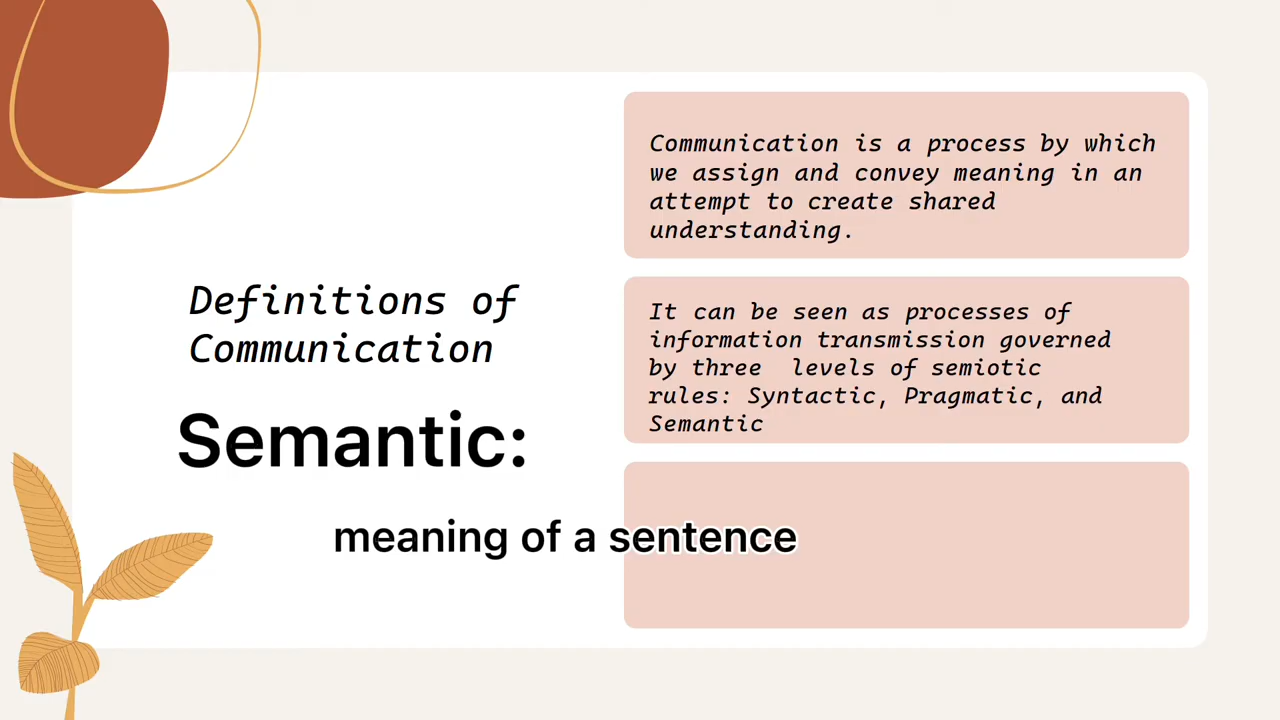 Definitions of
Communication
Semantic:
meaning of a sentence
Communication is a process by which
we assign and convey meaning in an
attempt to create shared
understanding.
It can be seen as processes of
information transmission governed
by three  levels of semiotic
rules: Syntactic, Pragmatic, and
Semantic